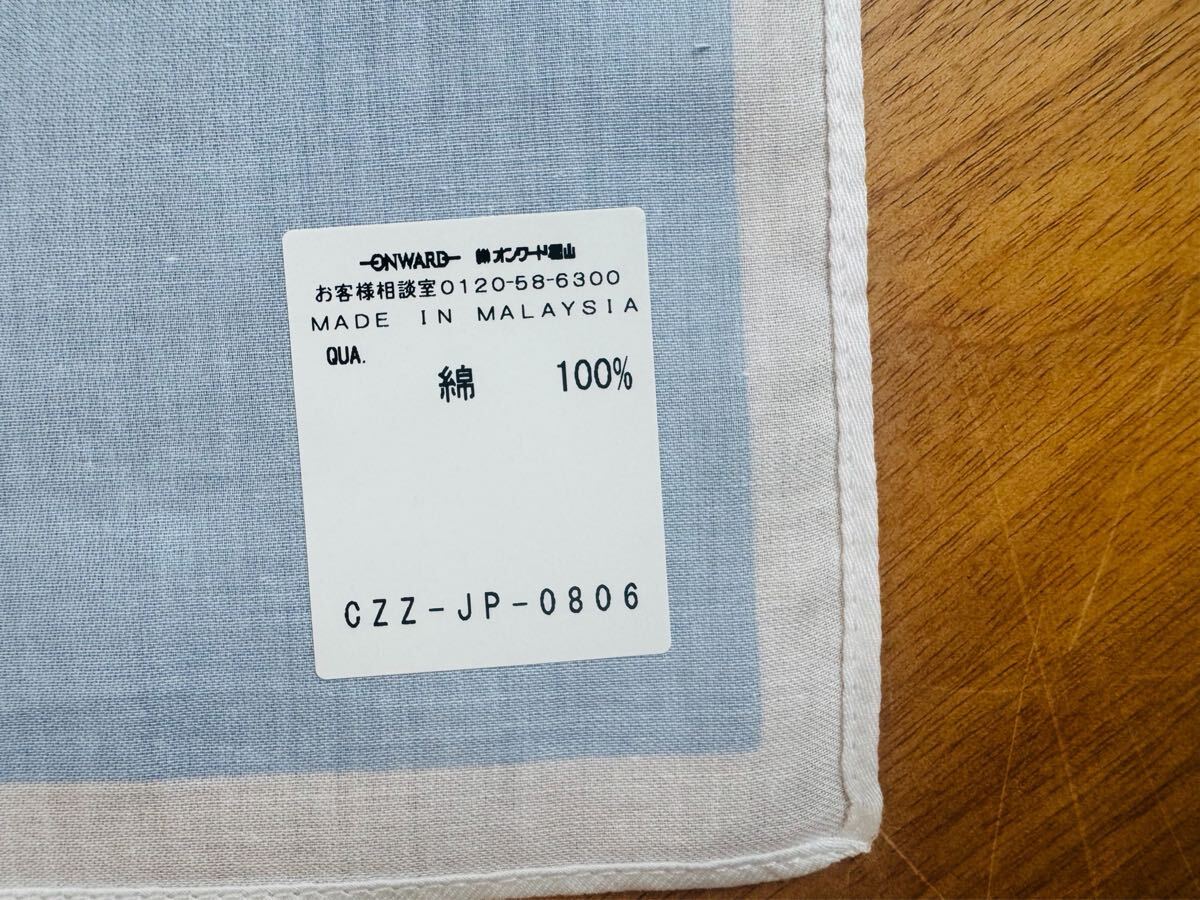 ONWARD ㈱オンワード樫山
お客様相談室0120-58-6300
MADE IN MALAYSIA
QUA.
綿 100%
CZZ-JP-0806